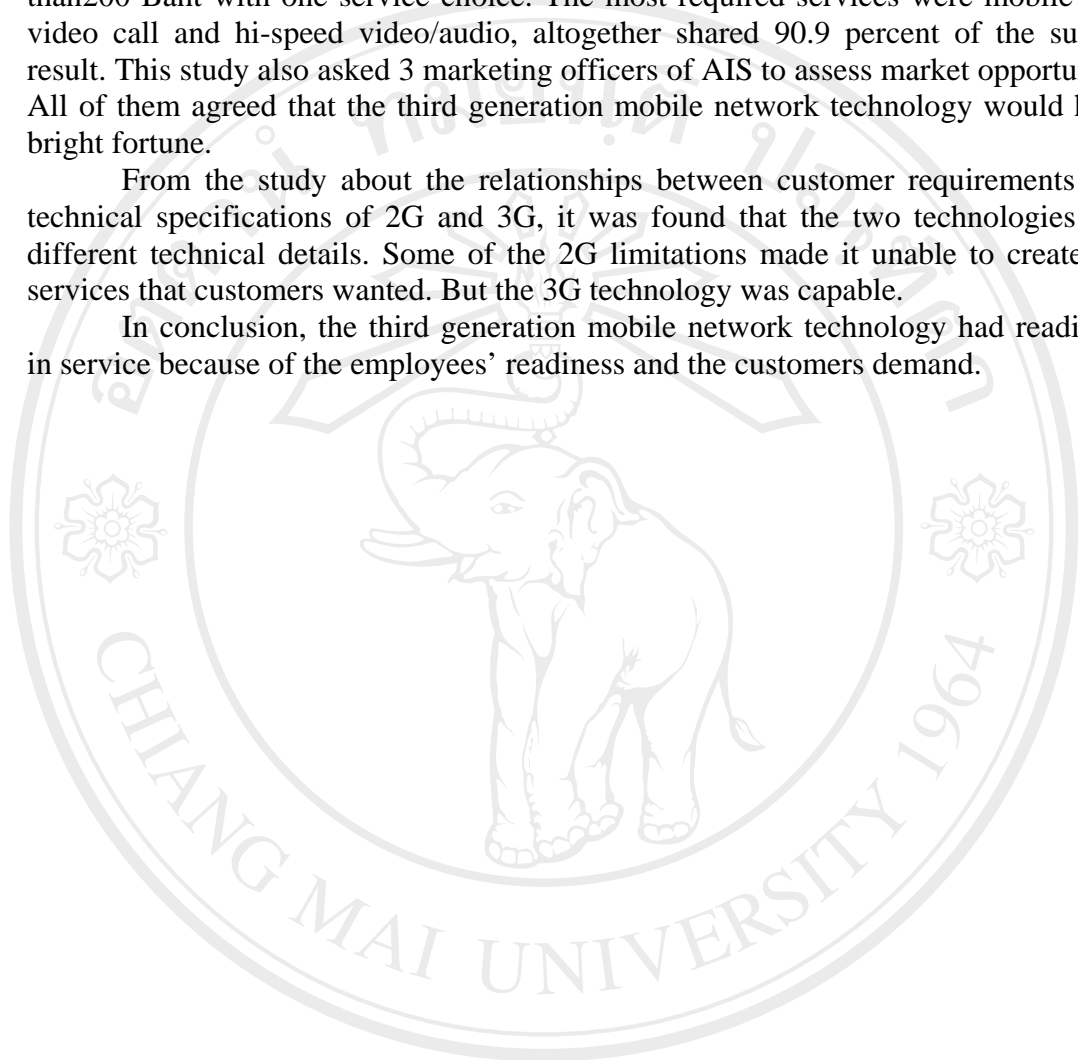 than200 Baht with one service choice. The most required services were mobile
video call and hi-speed video/audio, altogether shared 90.9 percent of the su
result. This study also asked 3 marketing officers of AIS to assess market opportu
All of them agreed that the third generation mobile network technology would
bright fortune.
From the study about the relationships between customer requirements
technical specifications of 2G and 3G, it was found that the two technologies
different technical details. Some of the 2G limitations made it unable to create
services that customers wanted. But the 3G technology was capable.
In conclusion, the third generation mobile network technology had readi
in service because of the employees’ readiness and the customers demand.
CHIANG MAI UNIVERSITY 1964